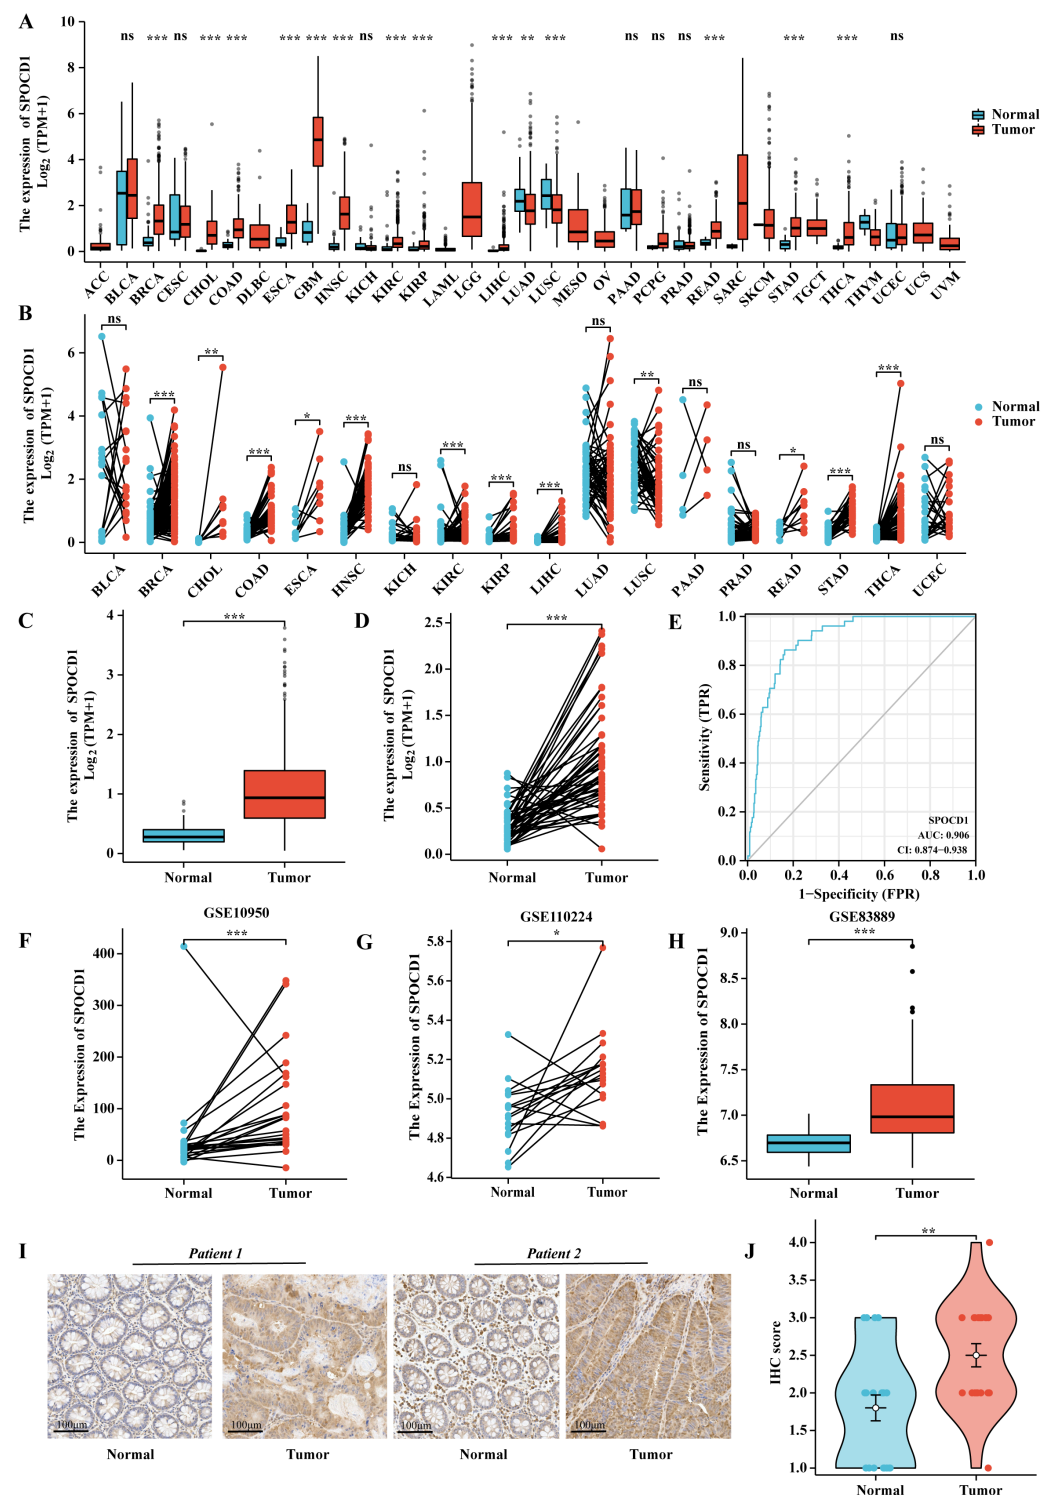 A
The expression of SPOCD1
Log2 (TPM+1)
10
8
6
4
2
0
ns *** ns *** *** *** *** *** ns *** *** *** ** *** ns ns ns *** *** *** ns
Normal
Tumor
ACC BLCA BRCA CESC CHOL COAD DLBC ESCA GBM HNSC KICH KIRC KIRP LAML LGG LIHC LUAD LUSC MESO OV PAAD PCPG PRAD READ SARC SKCM STAD TGCT THCA THYM UCEC UCS UVM
B
The expression of SPOCD1
Log2 (TPM+1)
6
4
2
0
ns *** ** *** * *** ns *** *** *** ns ** ns ns * *** *** ns
Normal
Tumor
BLCA BRCA CHOL COAD ESCA HNSC KICH KIRC KIRP LIHC LUAD LUSC PAAD PRAD READ STAD THCA UCEC
C
The expression of SPOCD1
Log2 (TPM+1)
4
3
2
1
0
***
Normal Tumor
D
The expression of SPOCD1
Log2 (TPM+1)
2.5
2.0
1.5
1.0
0.5
0.0
***
Normal Tumor
E
Sensitivity (TPR)
1.0
0.8
0.6
0.4
0.2
0.0
SPOCD1
AUC: 0.906
CI: 0.874−0.938
0.0 0.2 0.4 0.6 0.8 1.0
1−Specificity (FPR)
F
GSE10950
The Expression of SPOCD1
400
300
200
100
0
***
Normal Tumor
G
GSE110224
The Expression of SPOCD1
5.8
5.6
5.4
5.2
5.0
4.8
4.6
*
Normal Tumor
H
GSE83889
The Expression of SPOCD1
9.0
8.5
8.0
7.5
7.0
6.5
***
Normal Tumor
I
Patient 1 Patient 2
100μm 100μm 100μm 100μm
Normal Tumor Normal Tumor
J
IHC score
4.0
3.5
3.0
2.5
2.0
1.5
1.0
**
Normal Tumor